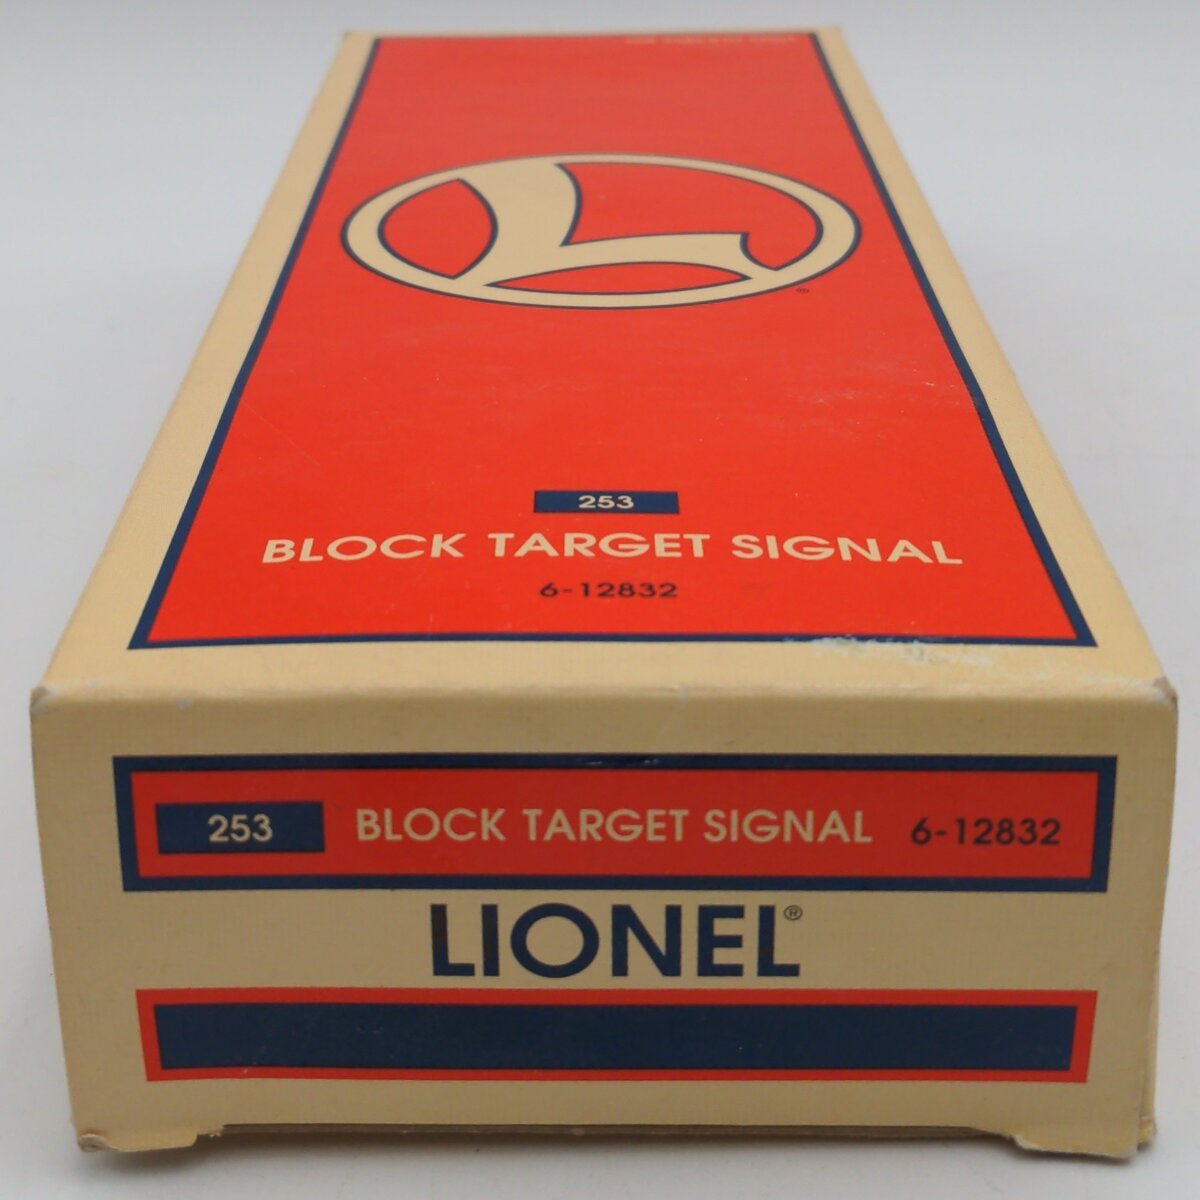 253
BLOCK TARGET SIGNAL
6-12832
253 BLOCK TARGET SIGNAL 6-12832
LIONEL®